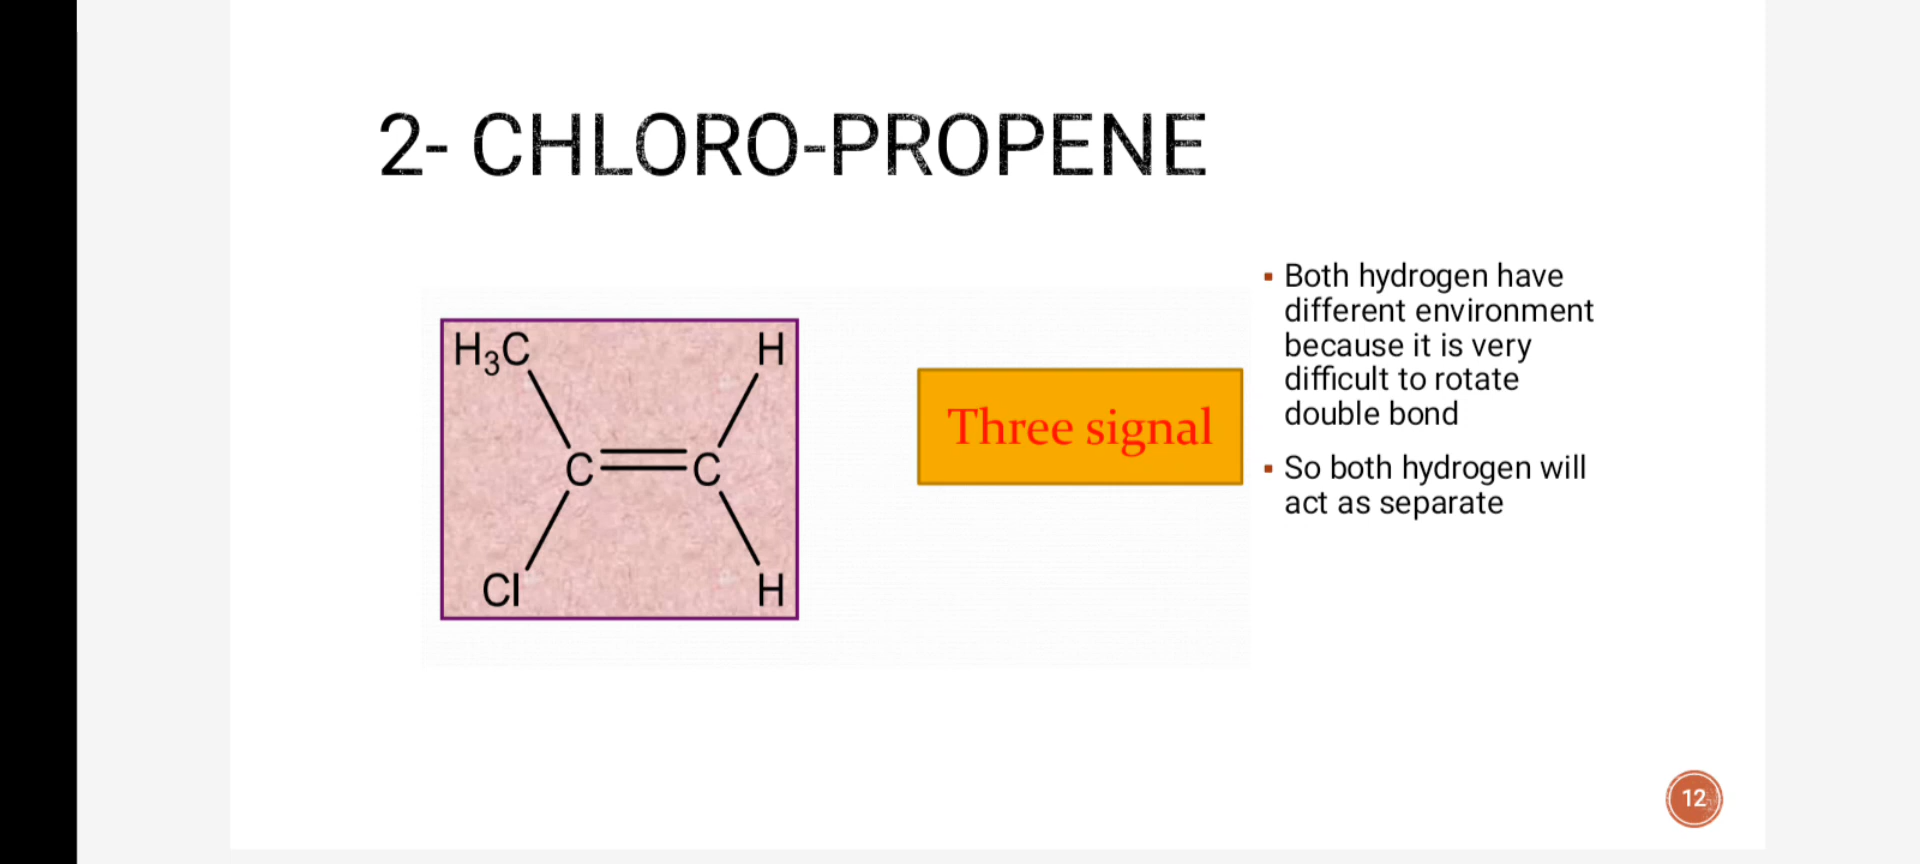 2- CHLORO-PROPENE
H₃C
H
C
C
Cl
H
Three signal
▪ Both hydrogen have
different environment
because it is very
difficult to rotate
double bond
▪ So both hydrogen will
act as separate
12